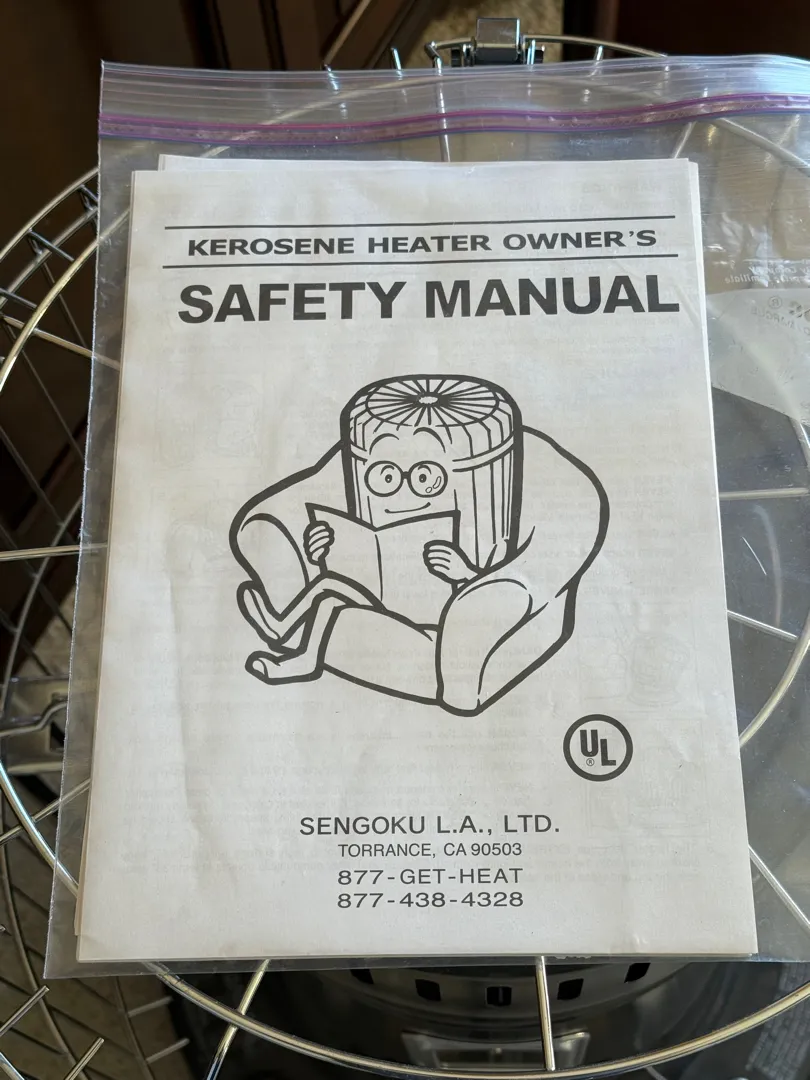 KEROSENE HEATER OWNER'S
SAFETY MANUAL
UL
®
SENGOKU L.A., LTD.
TORRANCE, CA 90503
877-GET-HEAT
877-438-4328